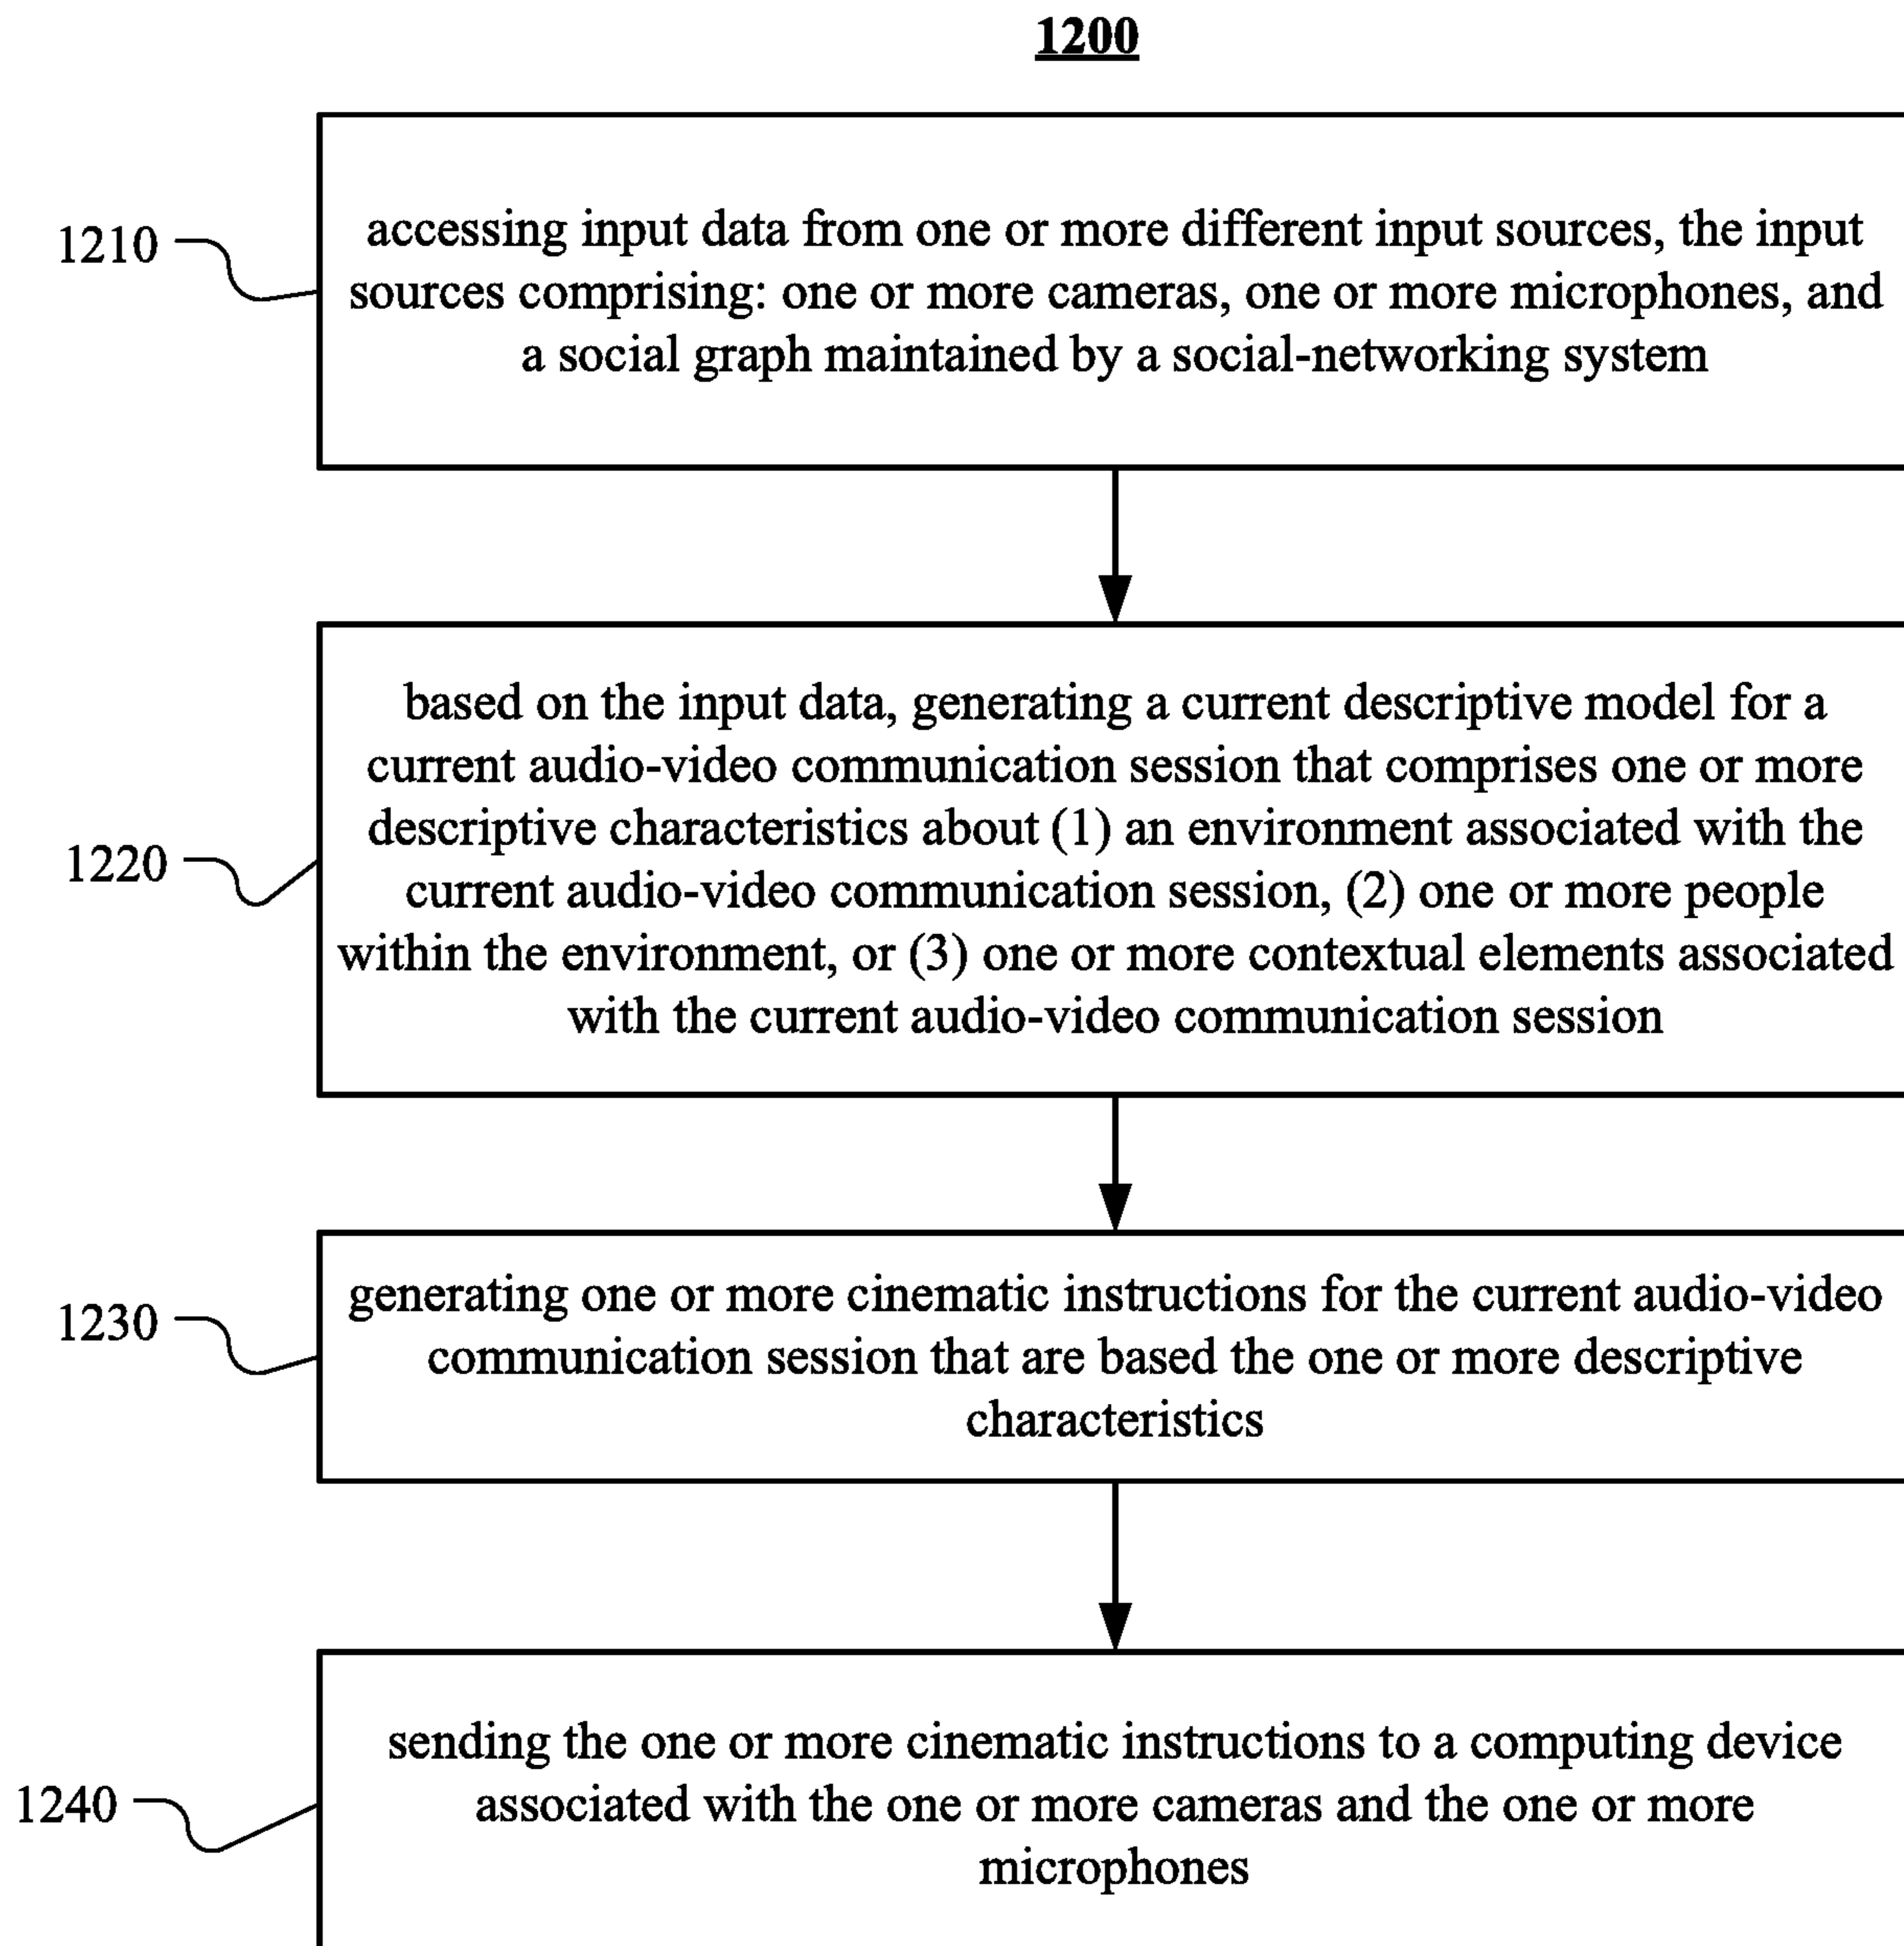 1200
1210
accessing input data from one or more different input sources, the input
sources comprising: one or more cameras, one or more microphones, and
a social graph maintained by a social-networking system
1220
based on the input data, generating a current descriptive model for a
current audio-video communication session that comprises one or more
descriptive characteristics about (1) an environment associated with the
current audio-video communication session, (2) one or more people
within the environment, or (3) one or more contextual elements associated
with the current audio-video communication session
1230
generating one or more cinematic instructions for the current audio-video
communication session that are based the one or more descriptive
characteristics
1240
sending the one or more cinematic instructions to a computing device
associated with the one or more cameras and the one or more
microphones